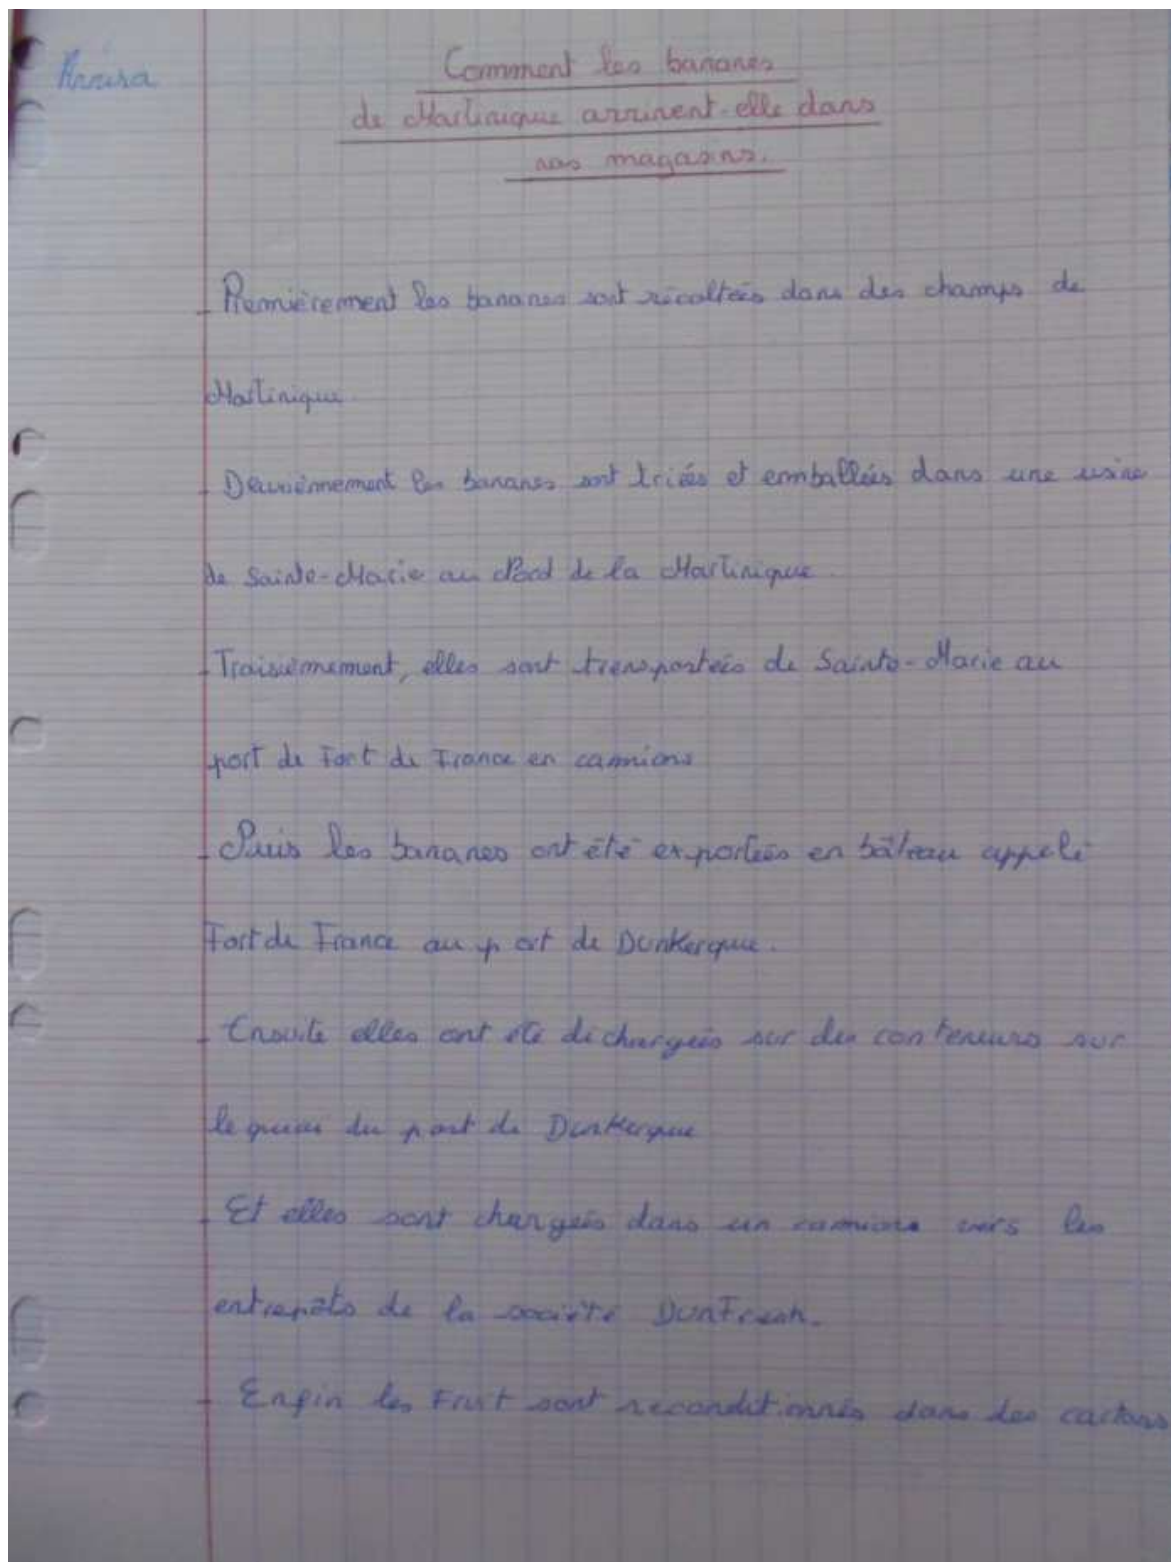 Comment les bananes
de Martinique arrivent-elle dans
nos magasins.
- Premièrement les bananes sont récoltées dans des champs de
Martinique.
- Deuxièmement les bananes sont triées et emballées dans une usine
de Sainte-Marie au Nord de la Martinique.
- Troisièmement, elles sont transportées de Sainte-Marie au
port de Fort de France en camions
- Puis les bananes ont été exportées en bâteau appelé
Fort de France au port de Dunkerque.
- Ensuite elles ont été dechargées sur des conteneurs sur
le quai du port de Dunkerque
- Et elles sont chargées dans un camions vers les
entrepôts de la société DunFresh.
- Enfin les Fruit sont reconditionnés dans des cartons